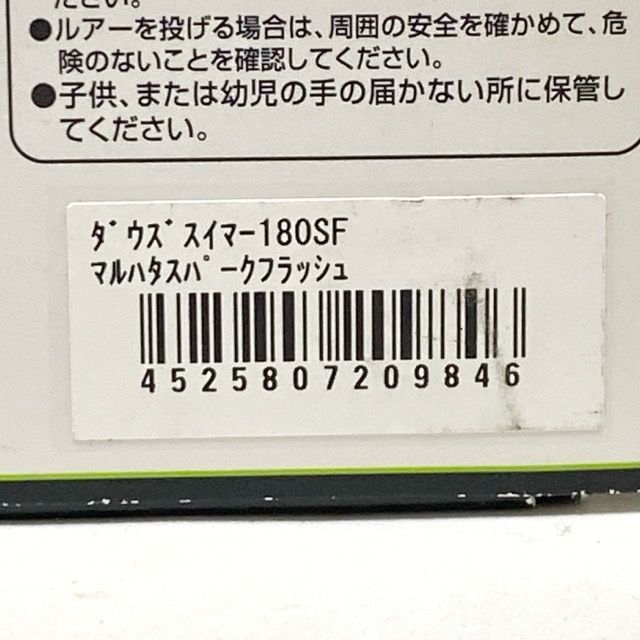 ださい。
●ルアーを投げる場合は、周囲の安全を確かめて、危
険のないことを確認してください。
●子供、または幼児の手の届かない所に保管し
てください。
ﾀﾞｳｽﾞｽｲﾏｰ180SF
ﾏﾙﾊﾀｽﾊﾟｰｸﾌﾗｯｼｭ
4525807209846